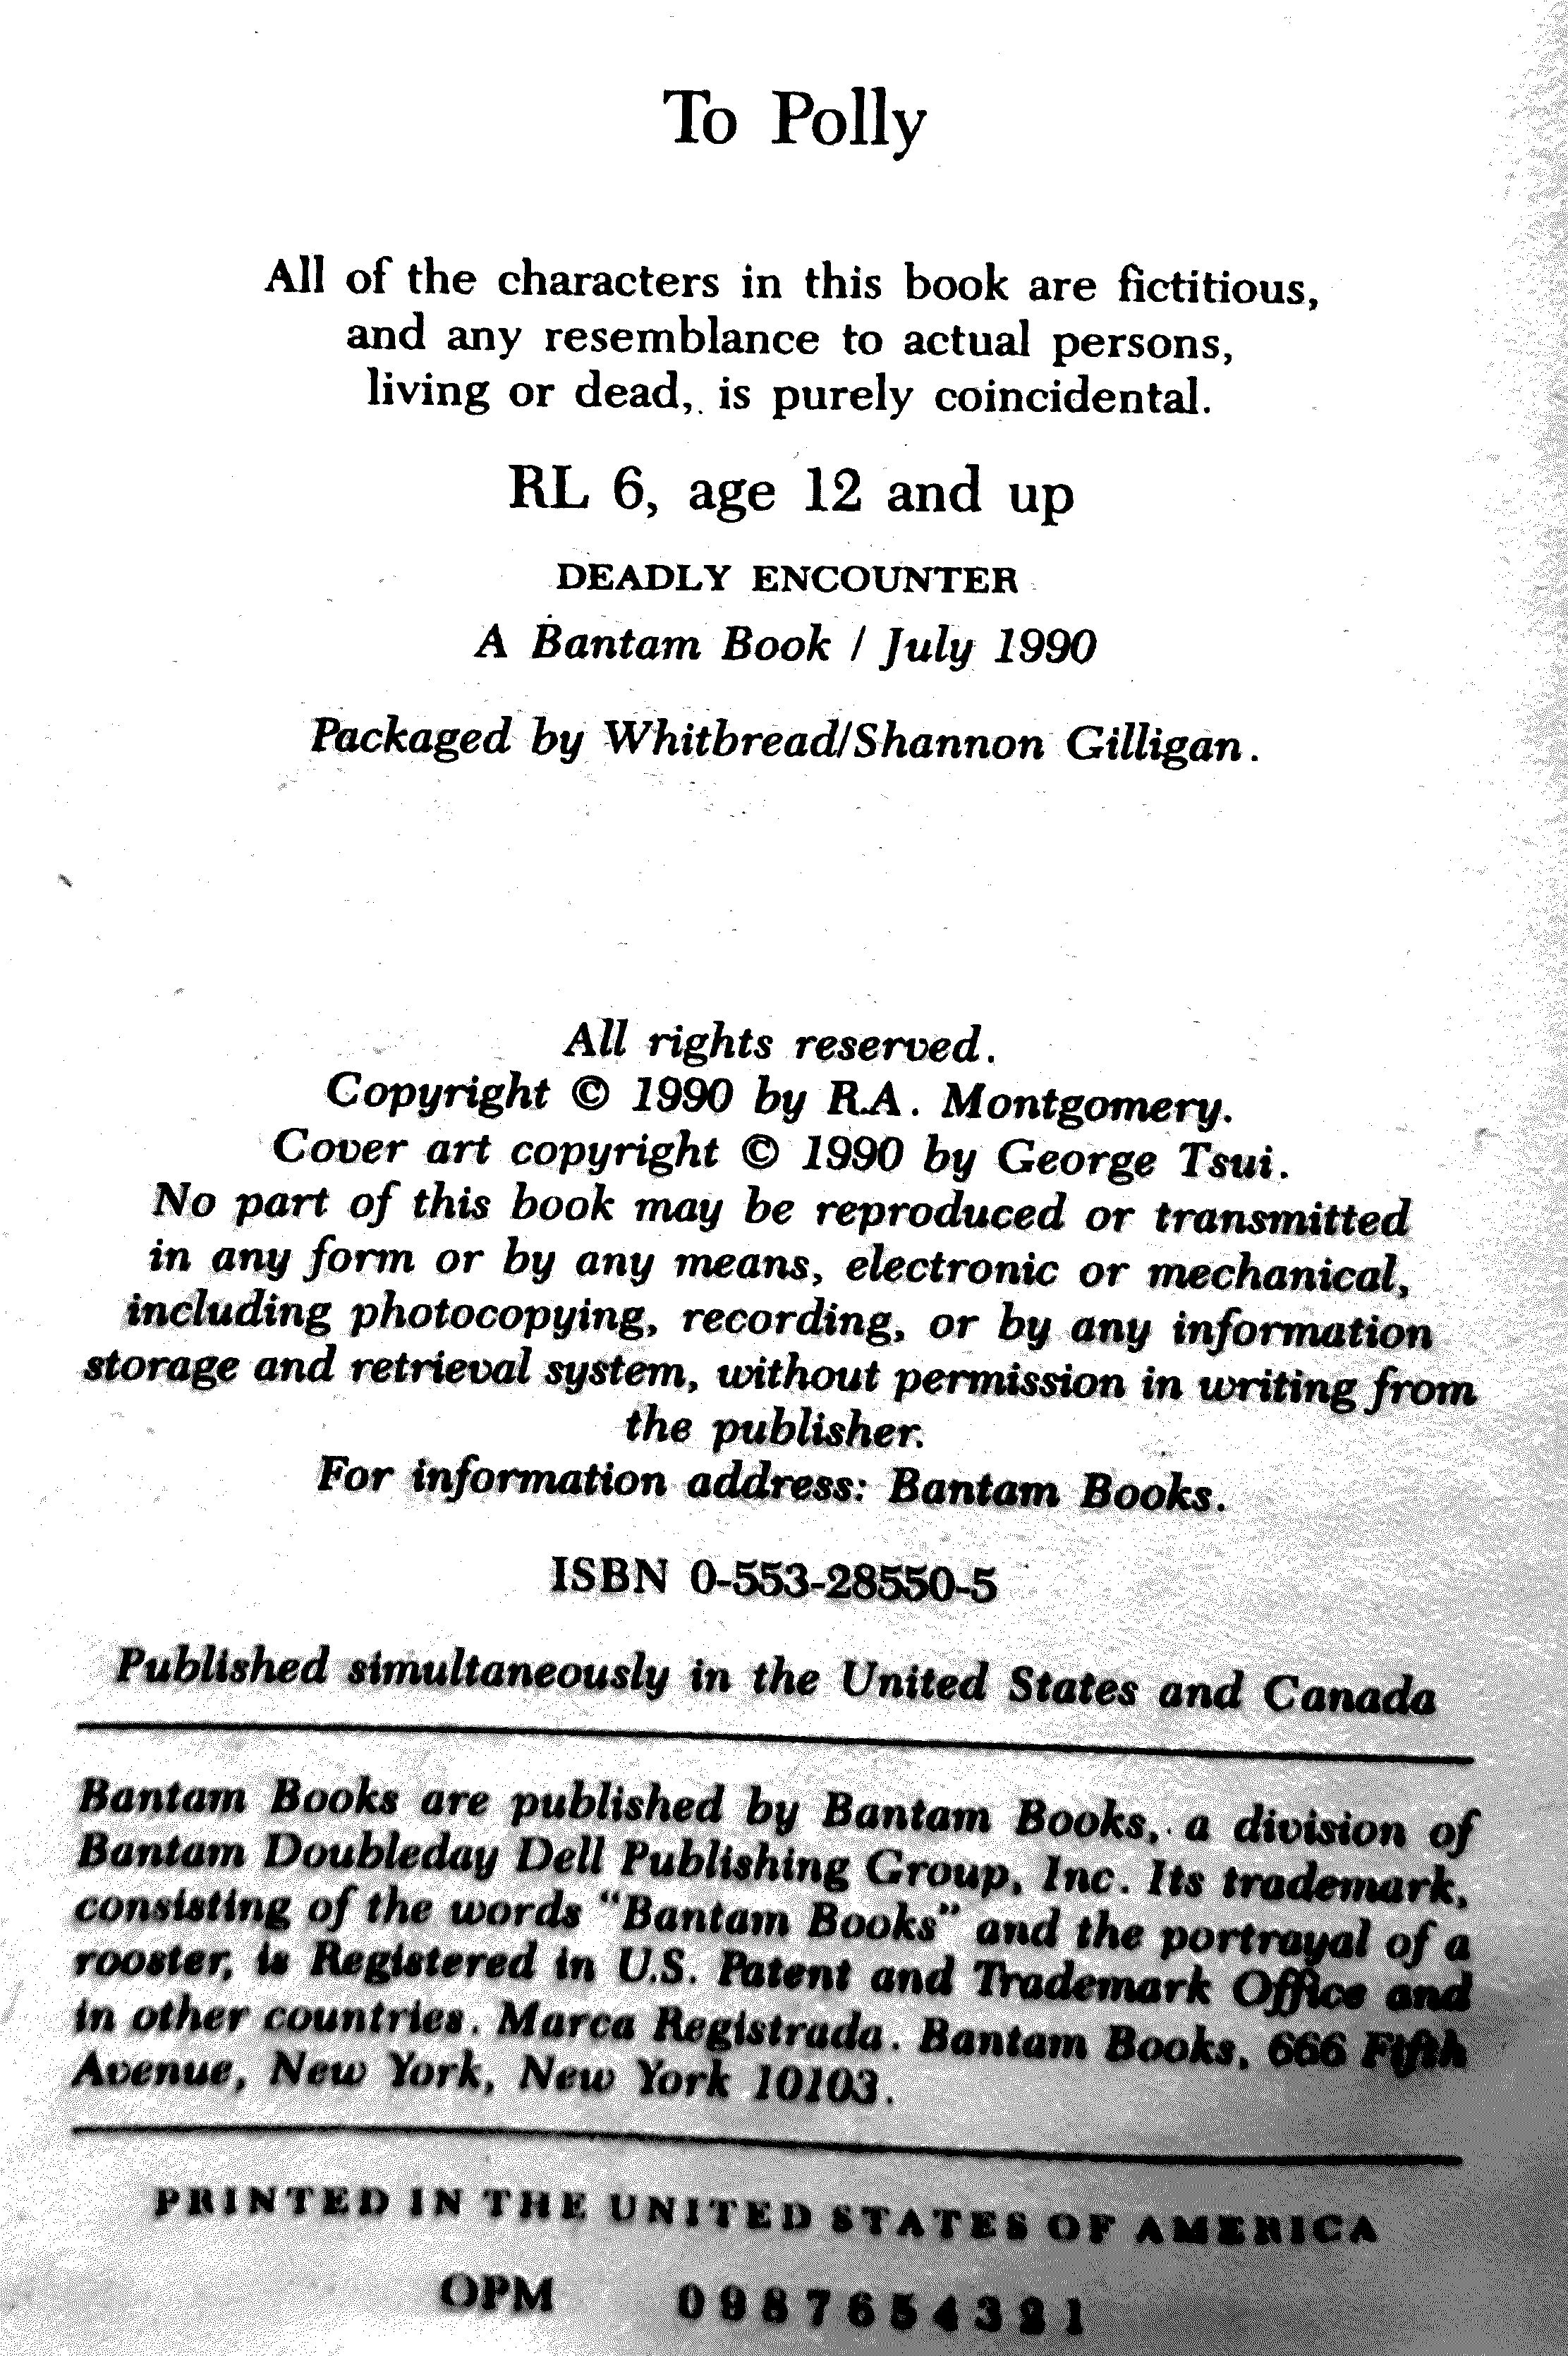 To Polly
All of the characters in this book are fictitious,
and any resemblance to actual persons,
living or dead, is purely coincidental.
RL 6, age 12 and up
DEADLY ENCOUNTER
A Bantam Book / July 1990
Packaged by Whitbread/Shannon Gilligan.
All rights reserved.
Copyright © 1990 by R.A. Montgomery.
Cover art copyright © 1990 by George Tsui.
No part of this book may be reproduced or transmitted
in any form or by any means, electronic or mechanical,
including photocopying, recording, or by any information
storage and retrieval system, without permission in writing from
the publisher.
For information address: Bantam Books.
ISBN 0-553-28550-5
Published simultaneously in the United States and Canada
Bantam Books are published by Bantam Books, a division of
Bantam Doubleday Dell Publishing Group, Inc. Its trademark,
consisting of the words "Bantam Books" and the portrayal of a
rooster, is Registered in U.S. Patent and Trademark Office and
in other countries. Marca Registrada. Bantam Books, 666 Fifth
Avenue, New York, New York 10103.
PRINTED IN THE UNITED STATES OF AMERICA
OPM 0 9 8 7 6 5 4 3 2 1